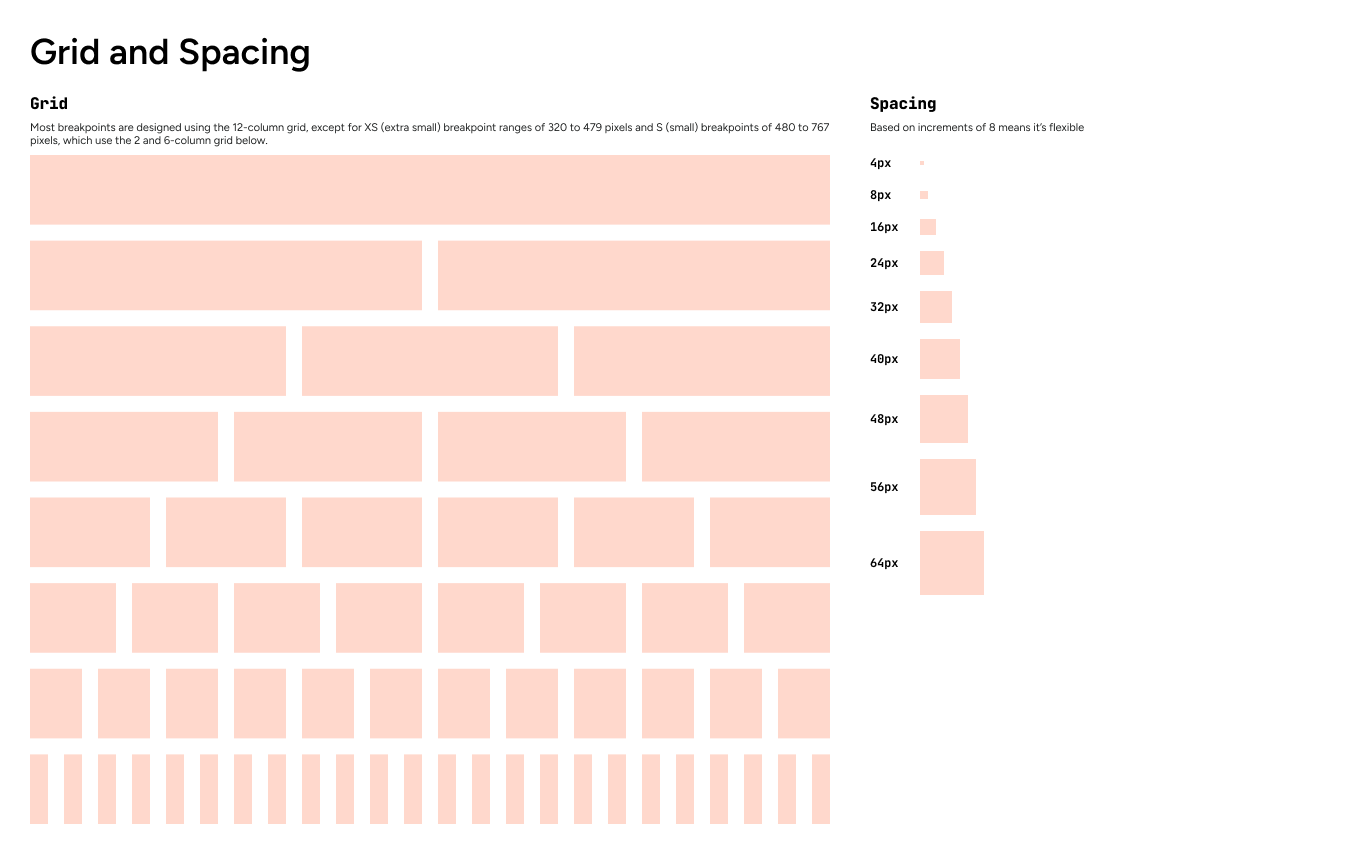 Grid and Spacing
Grid
Most breakpoints are designed using the 12-column grid, except for XS (extra small) breakpoint ranges of 320 to 479 pixels and S (small) breakpoints of 480 to 767
pixels, which use the 2 and 6-column grid below.
Spacing
Based on increments of 8 means it’s flexible
4px
8px
16px
24px
32px
40px
48px
56px
64px